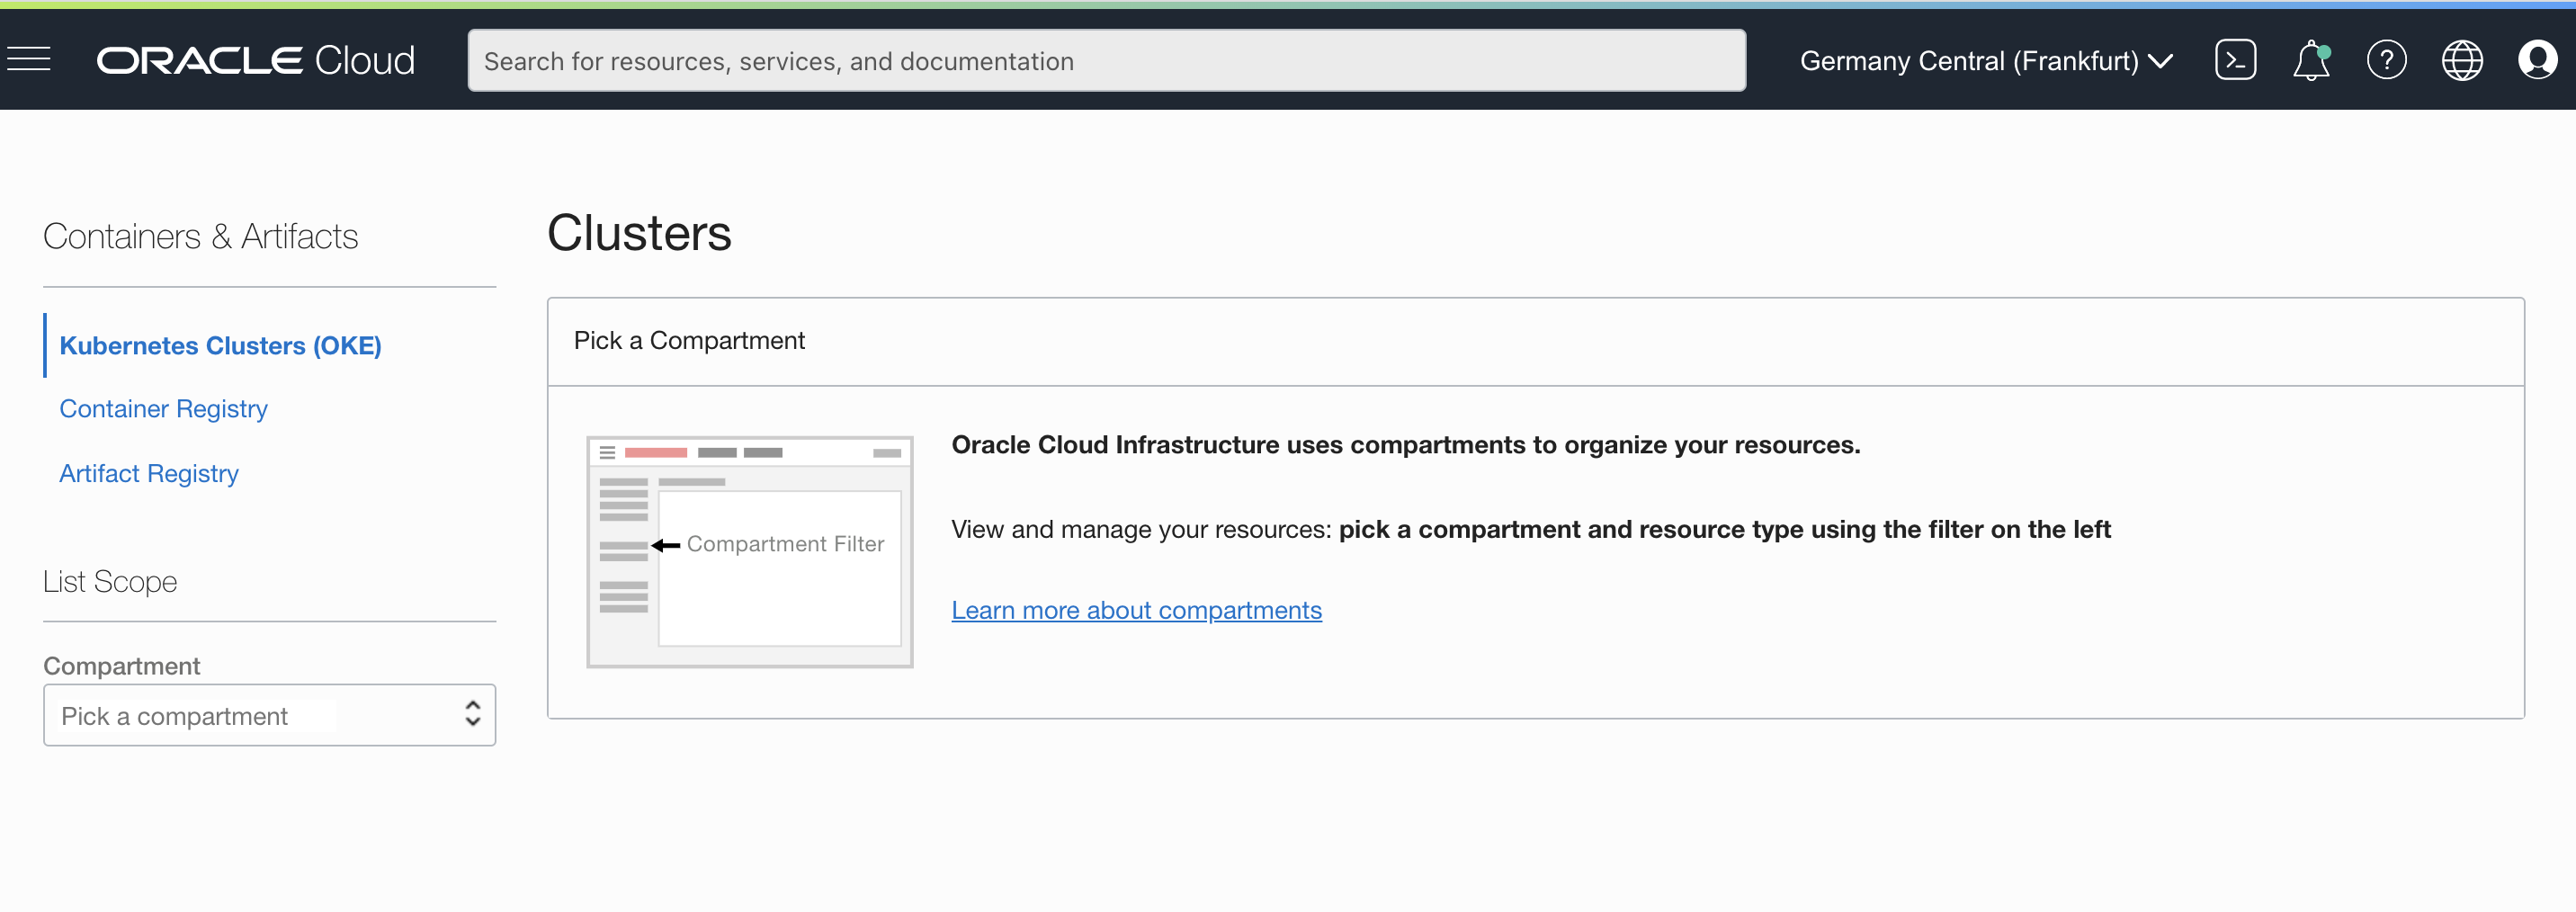 ORACLE Cloud
Search for resources, services, and documentation
Germany Central (Frankfurt)
Containers & Artifacts
Kubernetes Clusters (OKE)
Container Registry
Artifact Registry
List Scope
Compartment
Pick a compartment
Clusters
Pick a Compartment
Compartment Filter
Oracle Cloud Infrastructure uses compartments to organize your resources.
View and manage your resources: pick a compartment and resource type using the filter on the left
Learn more about compartments